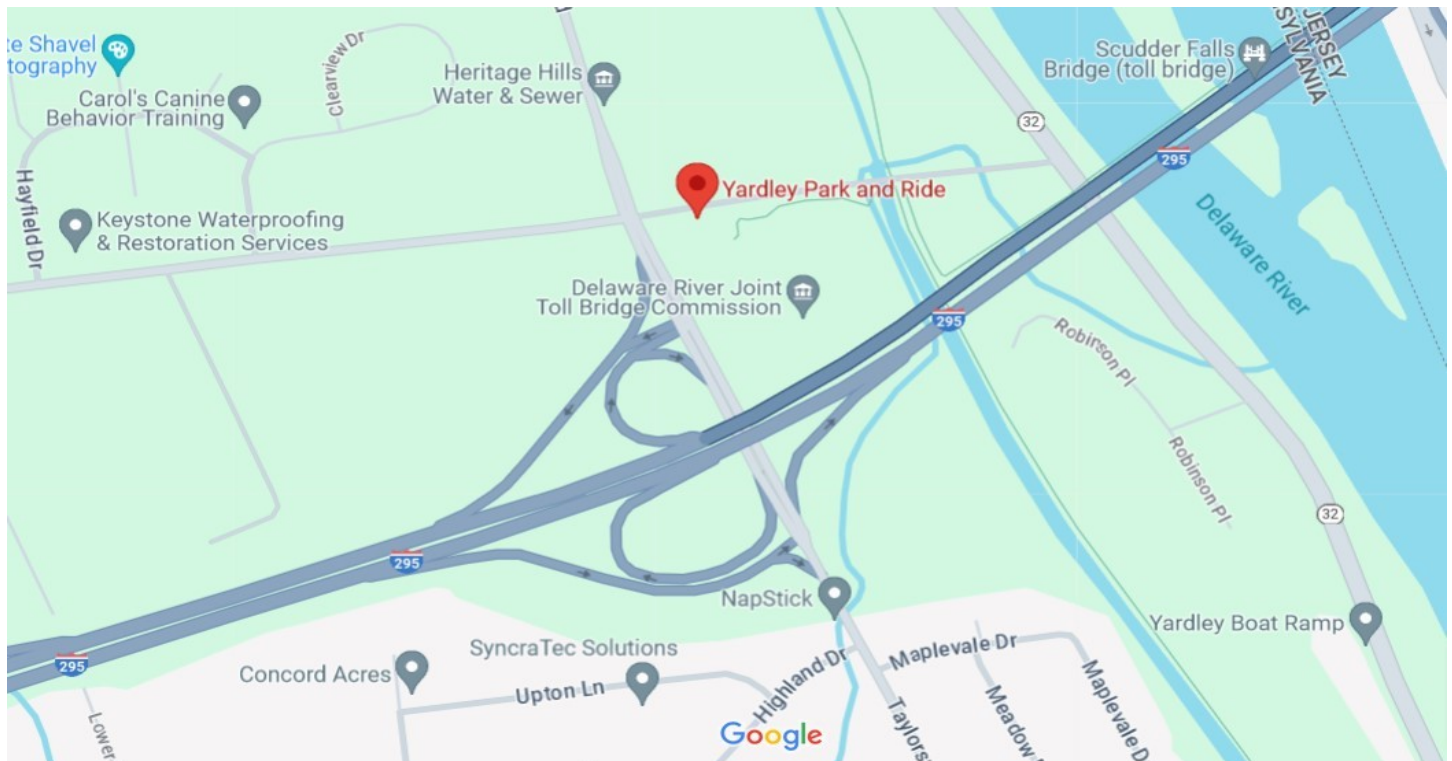 te Shavel
tography
Carol's Canine
Behavior Training
Clearview Dr
Heritage Hills
Water & Sewer
JERSEY
SYLVANIA
Scudder Falls
Bridge (toll bridge)
32
295
Hayfield Dr
Keystone Waterproofing
& Restoration Services
Yardley Park and Ride
Delaware River
Delaware River Joint
Toll Bridge Commission
295
Robinson Pl
Robinson Pl
32
295
NapStick
Yardley Boat Ramp
295
Concord Acres
SyncraTec Solutions
Upton Ln
Highland Dr
Maplevale Dr
Maplevale D
Meadow
Taylors
Lower
Google